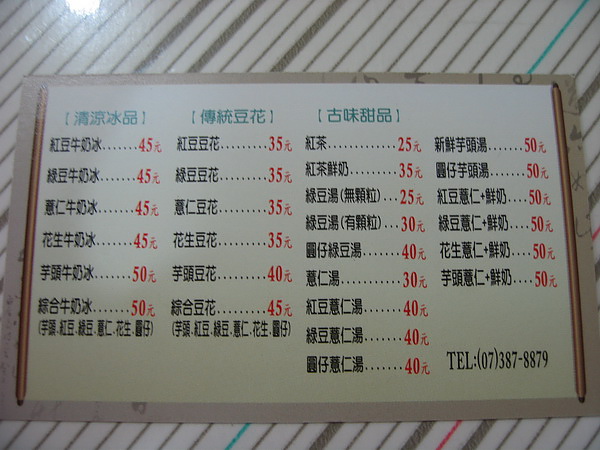 【清涼冰品】
紅豆牛奶冰.......45元
綠豆牛奶冰.......45元
薏仁牛奶冰.......45元
花生牛奶冰.......45元
芋頭牛奶冰.......50元
綜合牛奶冰.......50元
(芋頭.紅豆.綠豆.薏仁.花生.圓仔)
【傳統豆花】
紅豆豆花.........35元
綠豆豆花.........35元
薏仁豆花.........35元
花生豆花.........35元
芋頭豆花.........40元
綜合豆花.........45元
(芋頭.紅豆.綠豆.薏仁.花生.圓仔)
【古味甜品】
紅茶.............25元
紅茶鮮奶.........35元
綠豆湯(無顆粒)...25元
綠豆湯(有顆粒)...30元
圓仔綠豆湯.......40元
薏仁湯...........30元
紅豆薏仁湯.......40元
綠豆薏仁湯.......40元
圓仔薏仁湯.......40元
新鮮芋頭湯.......50元
圓仔芋頭湯.......50元
紅豆薏仁+鮮奶....50元
綠豆薏仁+鮮奶....50元
花生薏仁+鮮奶....50元
芋頭薏仁+鮮奶....50元
TEL:(07)387-8879